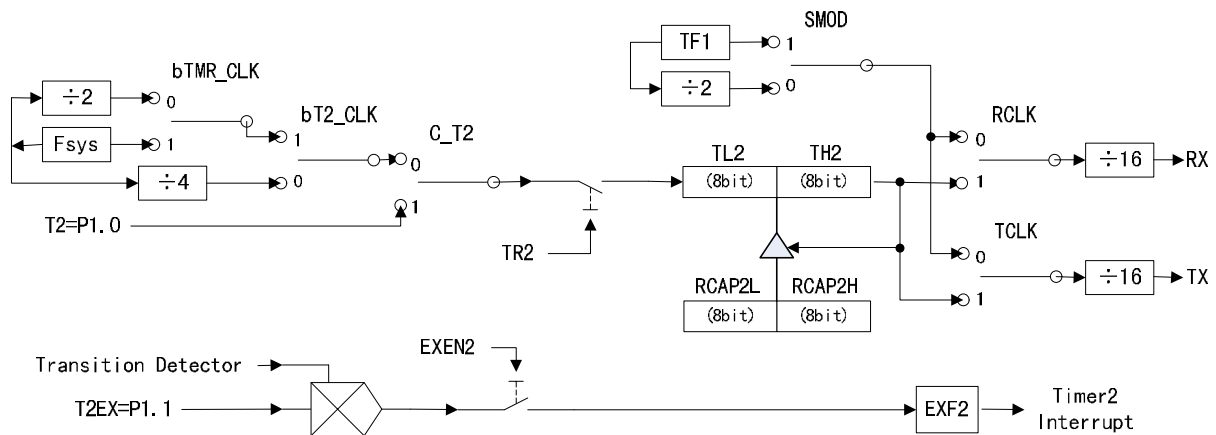 SMOD
TF1
1
bTMR_CLK
÷2
0
÷2
0
bT2_CLK
C_T2
RCLK
Fsys
1
1
0
TL2
TH2
0
÷16
RX
÷4
0
(8bit)
(8bit)
1
1
T2=P1.0
TCLK
TR2
0
RCAP2L
RCAP2H
÷16
TX
(8bit)
(8bit)
1
EXEN2
Transition Detector
T2EX=P1.1
EXF2
Timer2
Interrupt